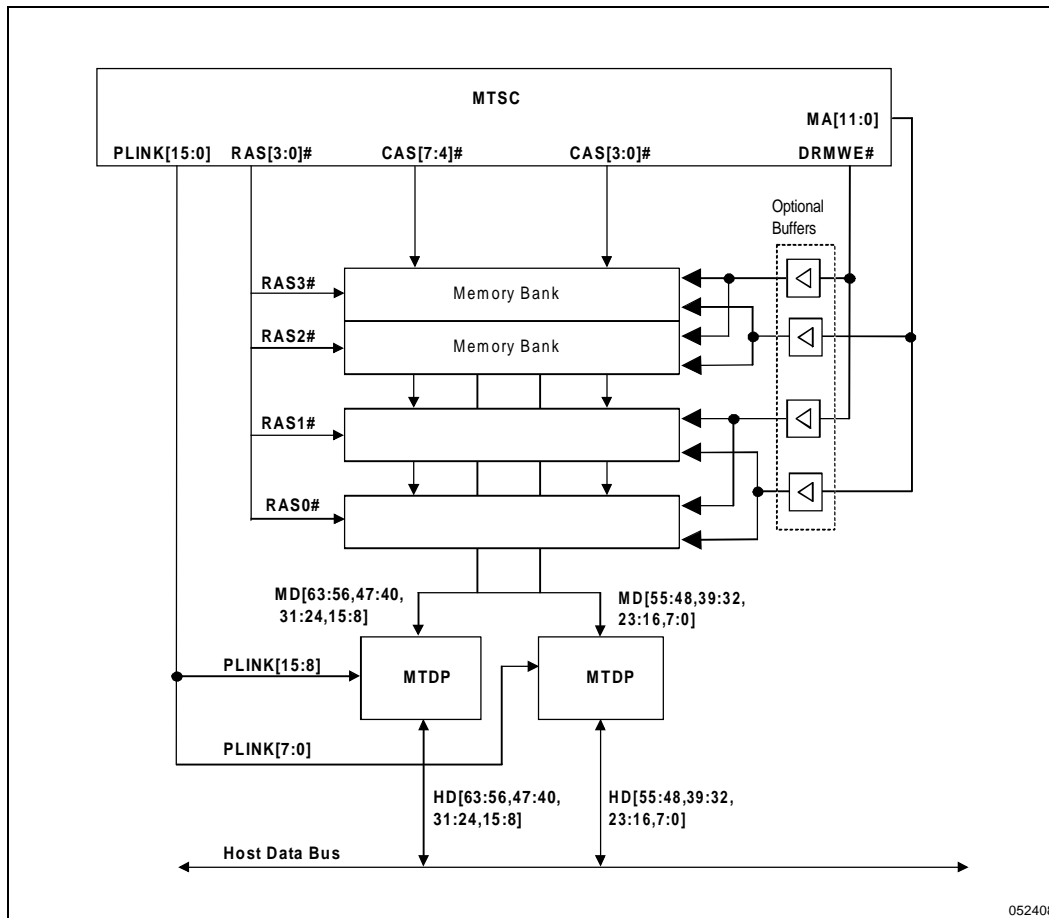 MTSC
MA[11:0]
PLINK[15:0] RAS[3:0]# CAS[7:4]# CAS[3:0]# DRMWE#
Optional
Buffers
RAS3#
Memory Bank
RAS2#
Memory Bank
RAS1#
RAS0#
MD[63:56,47:40,
31:24,15:8]
MD[55:48,39:32,
23:16,7:0]
PLINK[15:8]
MTDP
MTDP
PLINK[7:0]
HD[63:56,47:40,
31:24,15:8]
HD[55:48,39:32,
23:16,7:0]
Host Data Bus
052408